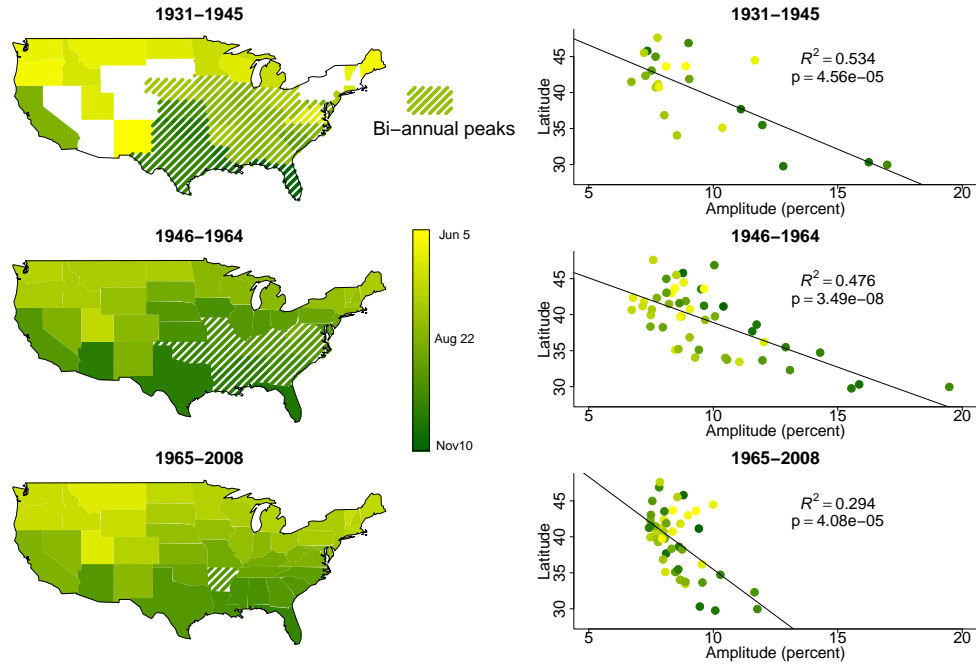 1931−1945
Bi−annual peaks
1946−1964
Jun 5
Aug 22
Nov10
1965−2008
1931−1945
R² = 0.534
p = 4.56e−05
Latitude
45
40
35
30
5 10 15 20
Amplitude (percent)
1946−1964
R² = 0.476
p = 3.49e−08
Latitude
45
40
35
30
5 10 15 20
Amplitude (percent)
1965−2008
R² = 0.294
p = 4.08e−05
Latitude
45
40
35
30
5 10 15 20
Amplitude (percent)